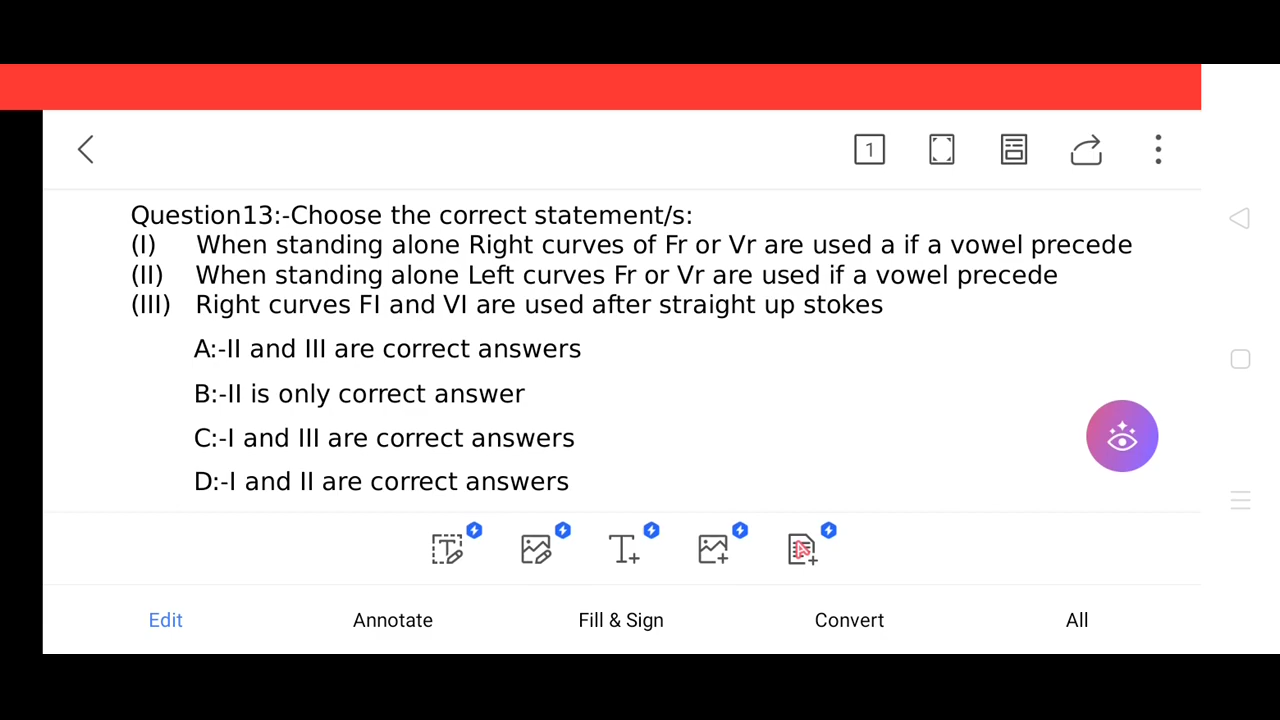 1
Question13:-Choose the correct statement/s:
(I) When standing alone Right curves of Fr or Vr are used a if a vowel precede
(II) When standing alone Left curves Fr or Vr are used if a vowel precede
(III) Right curves FI and VI are used after straight up stokes
A:-II and III are correct answers
B:-II is only correct answer
C:-I and III are correct answers
D:-I and II are correct answers
Edit Annotate Fill & Sign Convert All